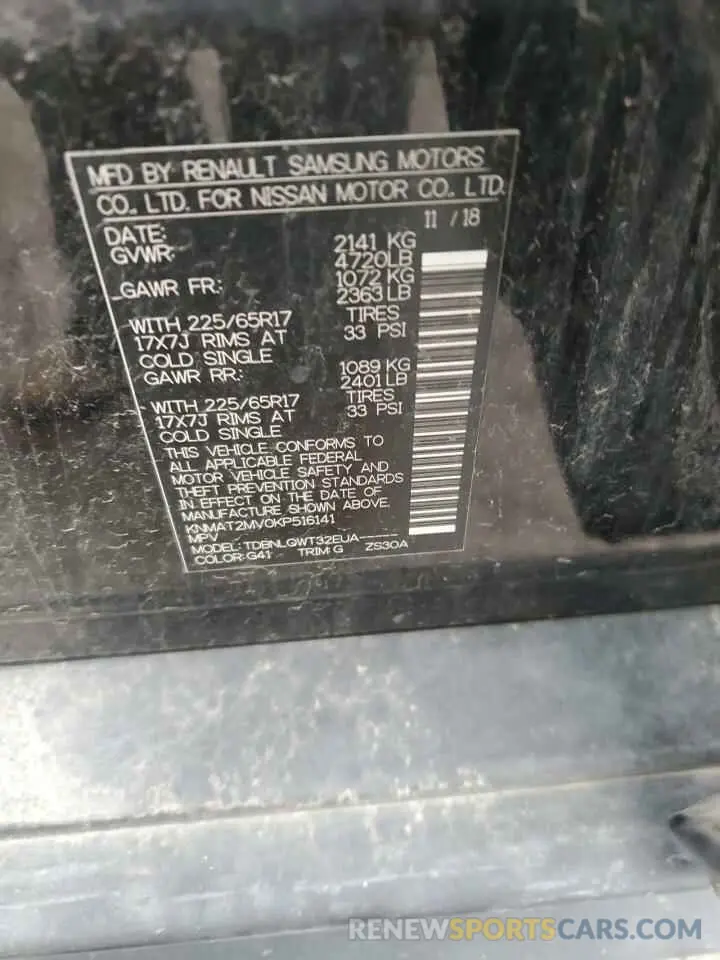 MFD BY RENAULT SAMSUNG MOTORS
CO., LTD. FOR NISSAN MOTOR CO., LTD.
DATE: 11 / 18
GVWR: 2141 KG
4720LB
GAWR FR: 1072 KG
2363 LB
WITH 225/65R17 TIRES
17X7J RIMS AT 33 PSI
COLD SINGLE
GAWR RR: 1089 KG
2401 LB
WITH 225/65R17 TIRES
17X7J RIMS AT 33 PSI
COLD SINGLE
THIS VEHICLE CONFORMS TO
ALL APPLICABLE FEDERAL
MOTOR VEHICLE SAFETY AND
THEFT PREVENTION STANDARDS
IN EFFECT ON THE DATE OF
MANUFACTURE SHOWN ABOVE.
KNMAT2MV0KP516141
MPV
MODEL: TDBNLQWT32EUA-----
COLOR:G41 TRIM:G ZS30A
RENEWSPORTSCARS.COM